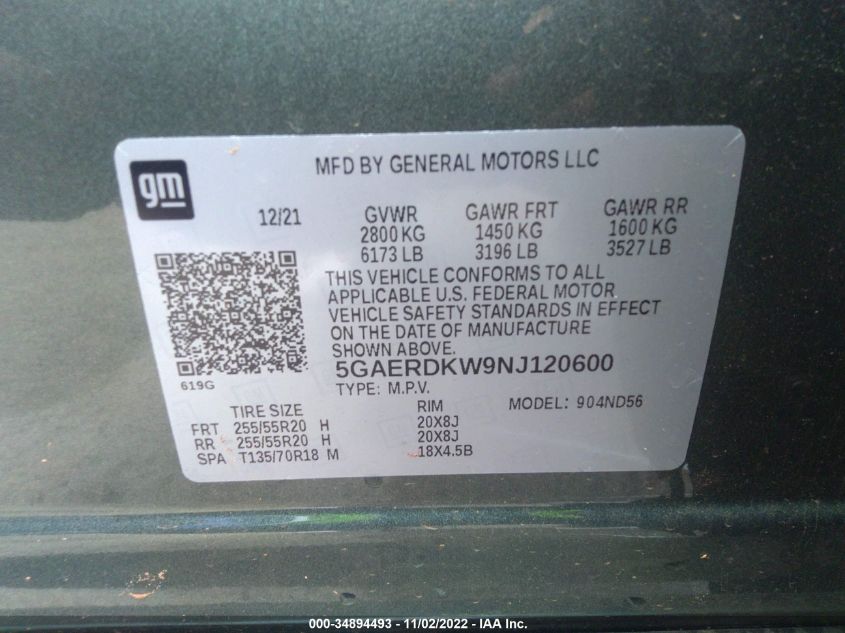 MFD BY GENERAL MOTORS LLC
gm
12/21 GVWR GAWR FRT GAWR RR
2800 KG 1450 KG 1600 KG
6173 LB 3196 LB 3527 LB
THIS VEHICLE CONFORMS TO ALL
APPLICABLE U.S. FEDERAL MOTOR
VEHICLE SAFETY STANDARDS IN EFFECT
ON THE DATE OF MANUFACTURE
SHOWN ABOVE.
5GAERDKW9NJ120600
619G
TYPE: M.P.V.
TIRE SIZE RIM MODEL: 904ND56
FRT 255/55R20 H 20X8J
RR 255/55R20 H 20X8J
SPA T135/70R18 M 18X4.5B
000-34894493 - 11/02/2022 - IAA Inc.